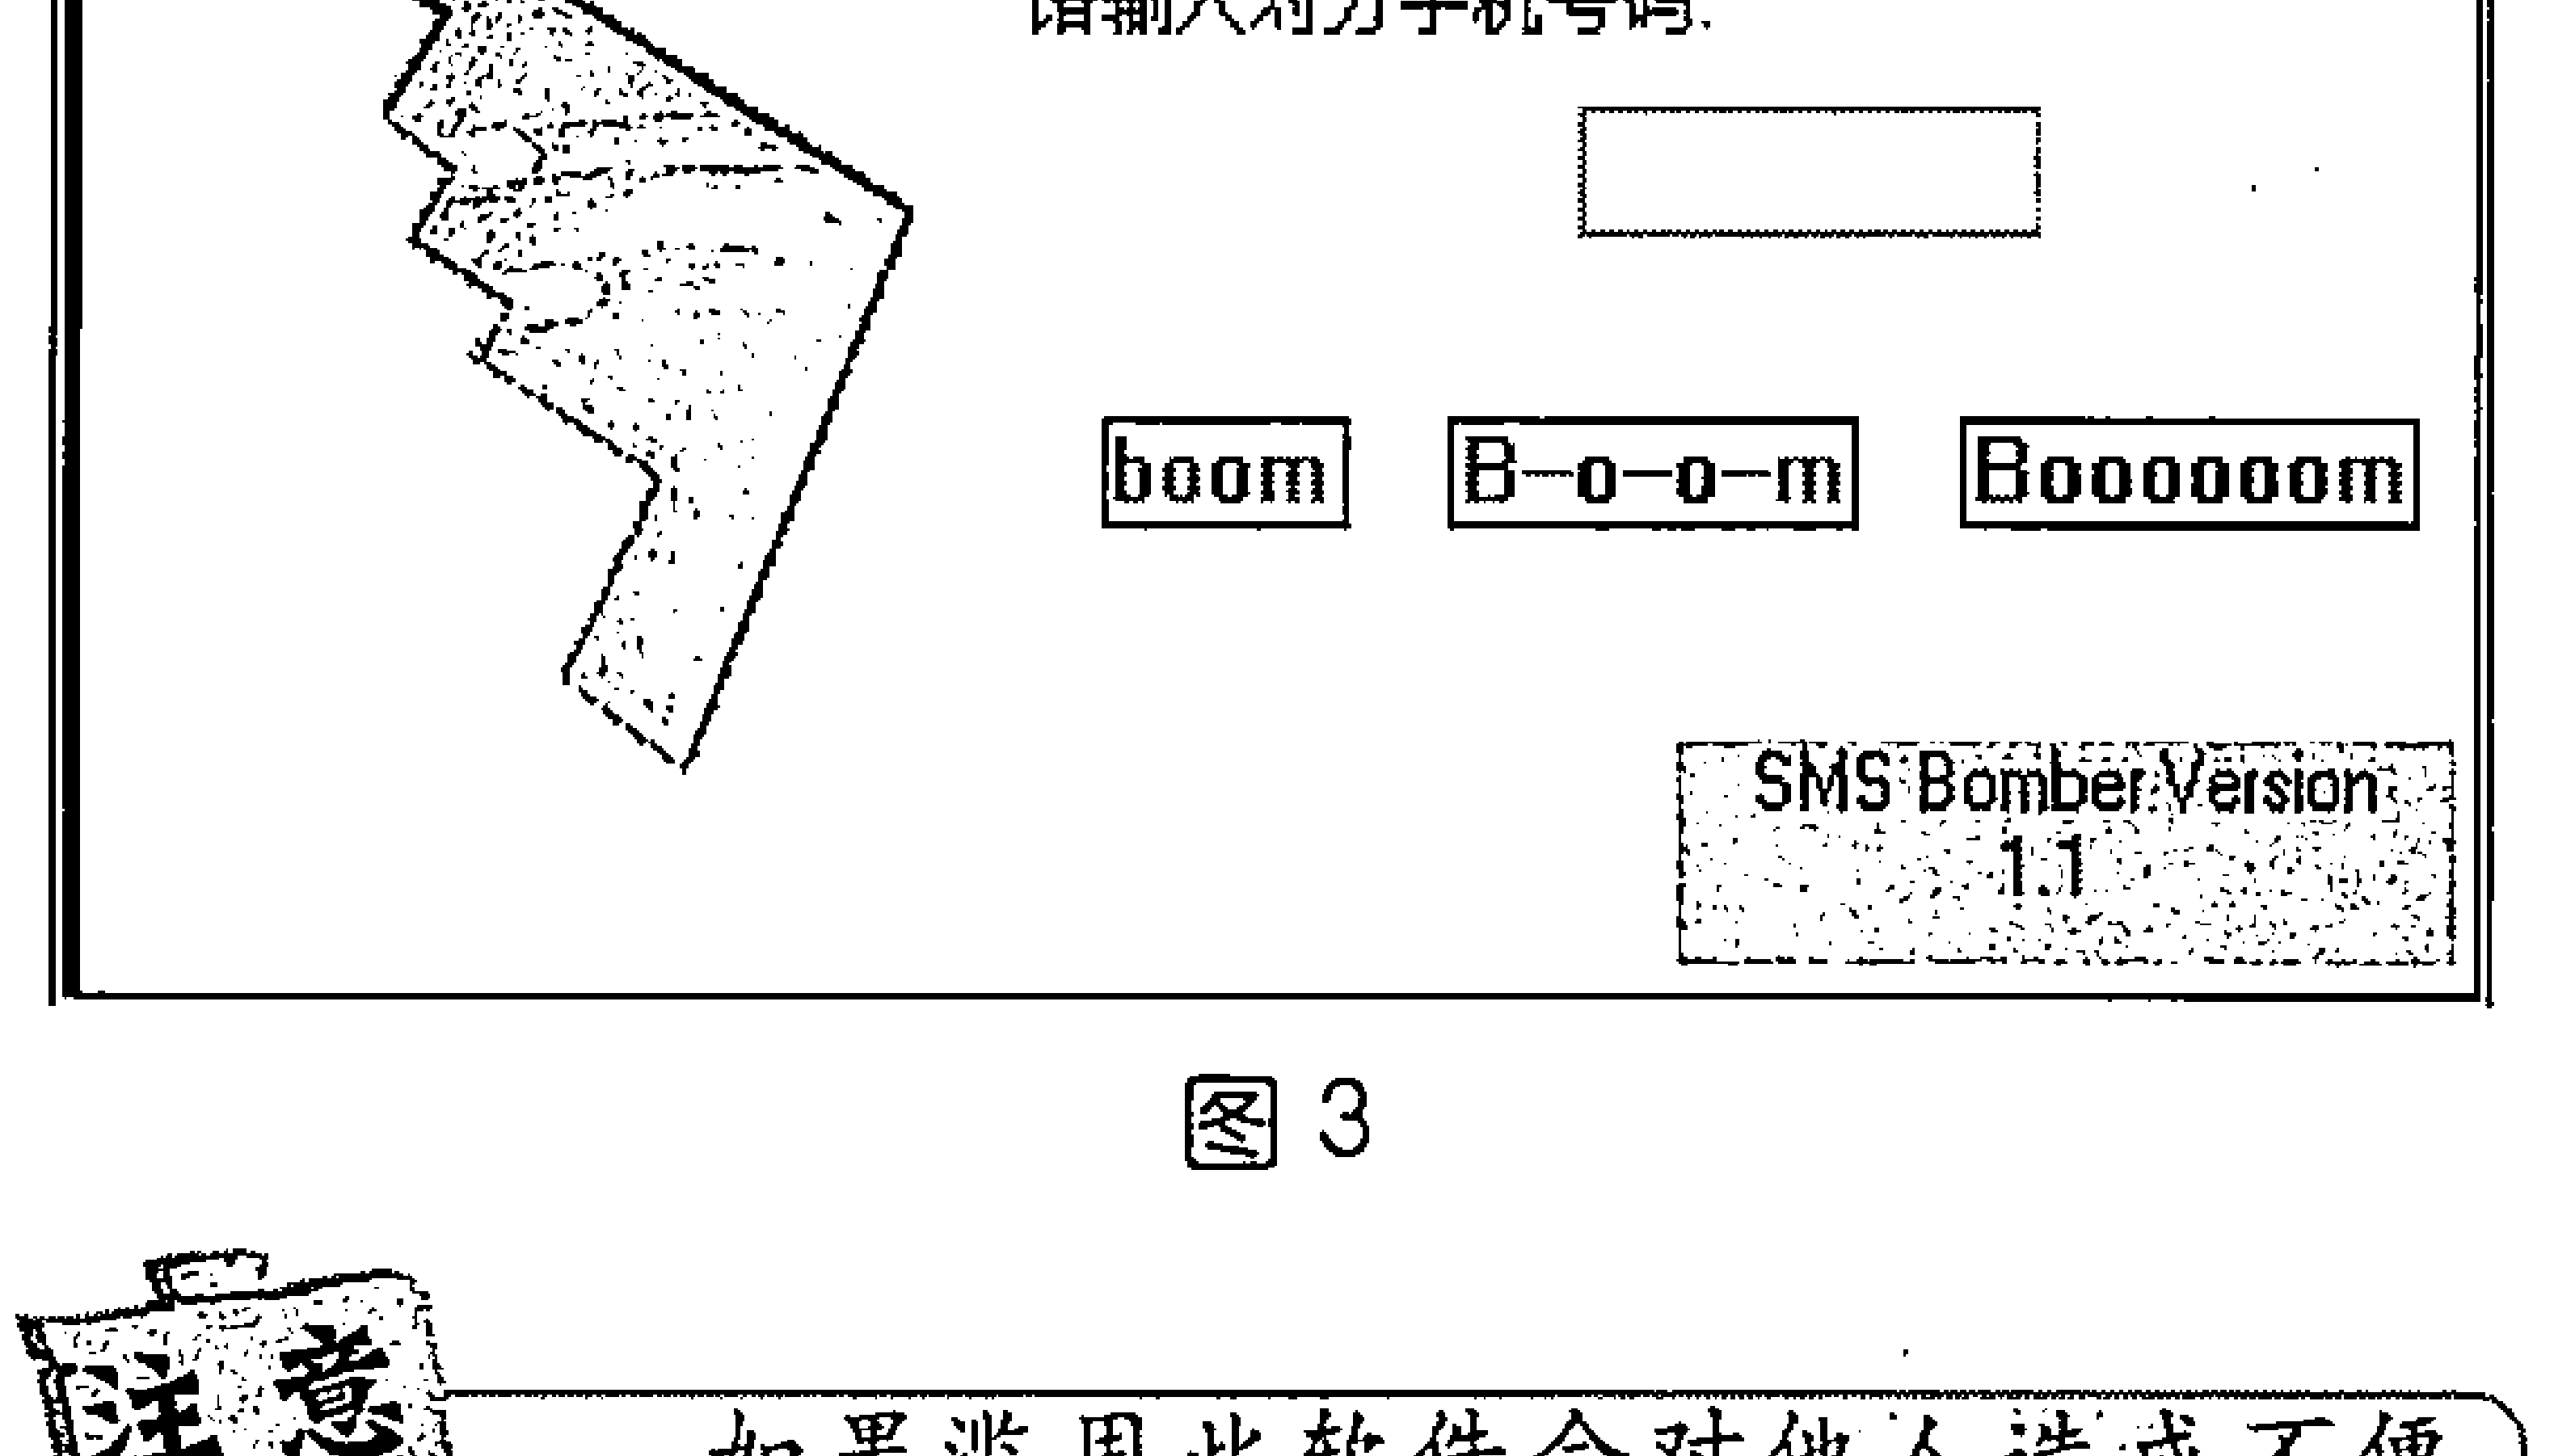 请输入对方手机号码:
boom B-o-o-m Boooooom
SMS Bomber Version
1.1
图 3
注意
如果滥用此软件会对他人造成不便